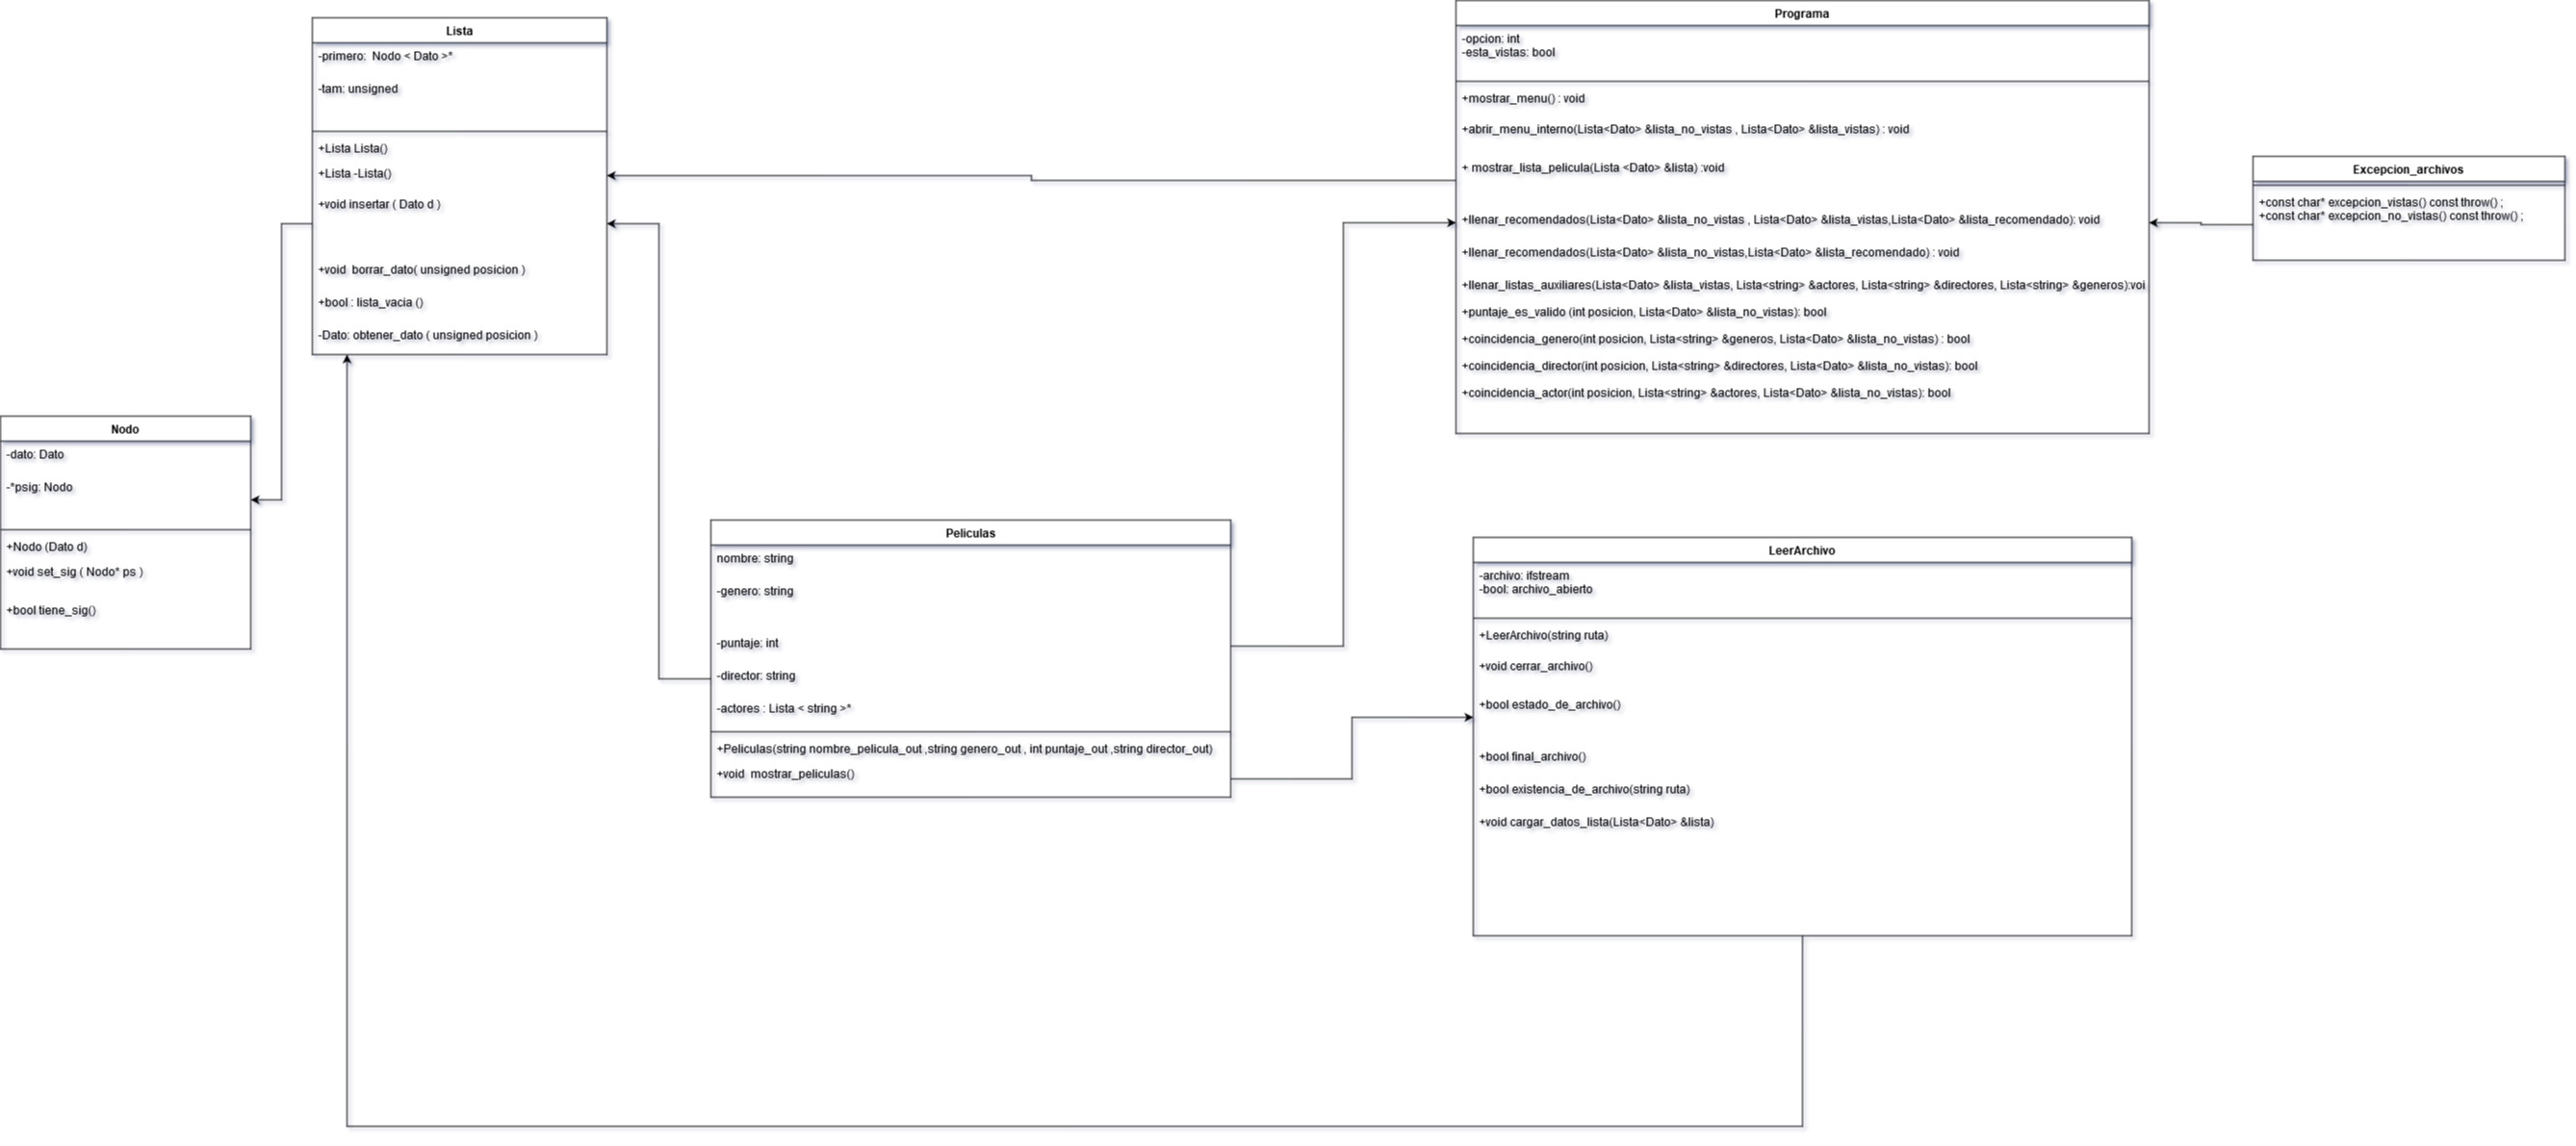 Lista
-primero:  Nodo < Dato >*
-tam: unsigned
+Lista Lista()
+Lista -Lista()
+void insertar ( Dato d )
+void  borrar_dato( unsigned posicion )
+bool : lista_vacia ()
-Dato: obtener_dato ( unsigned posicion )
Programa
-opcion: int
-esta_vistas: bool
+mostrar_menu() : void
+abrir_menu_interno(Lista<Dato> &lista_no_vistas , Lista<Dato> &lista_vistas) : void
+ mostrar_lista_pelicula(Lista <Dato> &lista) :void
+llenar_recomendados(Lista<Dato> &lista_no_vistas , Lista<Dato> &lista_vistas,Lista<Dato> &lista_recomendado): void
+llenar_recomendados(Lista<Dato> &lista_no_vistas,Lista<Dato> &lista_recomendado) : void
+llenar_listas_auxiliares(Lista<Dato> &lista_vistas, Lista<string> &actores, Lista<string> &directores, Lista<string> &generos):voi
+puntaje_es_valido (int posicion, Lista<Dato> &lista_no_vistas): bool
+coincidencia_genero(int posicion, Lista<string> &generos, Lista<Dato> &lista_no_vistas) : bool
+coincidencia_director(int posicion, Lista<string> &directores, Lista<Dato> &lista_no_vistas): bool
+coincidencia_actor(int posicion, Lista<string> &actores, Lista<Dato> &lista_no_vistas): bool
Excepcion_archivos
+const char* excepcion_vistas() const throw() ;
+const char* excepcion_no_vistas() const throw() ;
Nodo
-dato: Dato
-*psig: Nodo
+Nodo (Dato d)
+void set_sig ( Nodo* ps )
+bool tiene_sig()
Peliculas
nombre: string
-genero: string
-puntaje: int
-director: string
-actores : Lista < string >*
+Peliculas(string nombre_pelicula_out ,string genero_out , int puntaje_out ,string director_out)
+void  mostrar_peliculas()
LeerArchivo
-archivo: ifstream
-bool: archivo_abierto
+LeerArchivo(string ruta)
+void cerrar_archivo()
+bool estado_de_archivo()
+bool final_archivo()
+bool existencia_de_archivo(string ruta)
+void cargar_datos_lista(Lista<Dato> &lista)